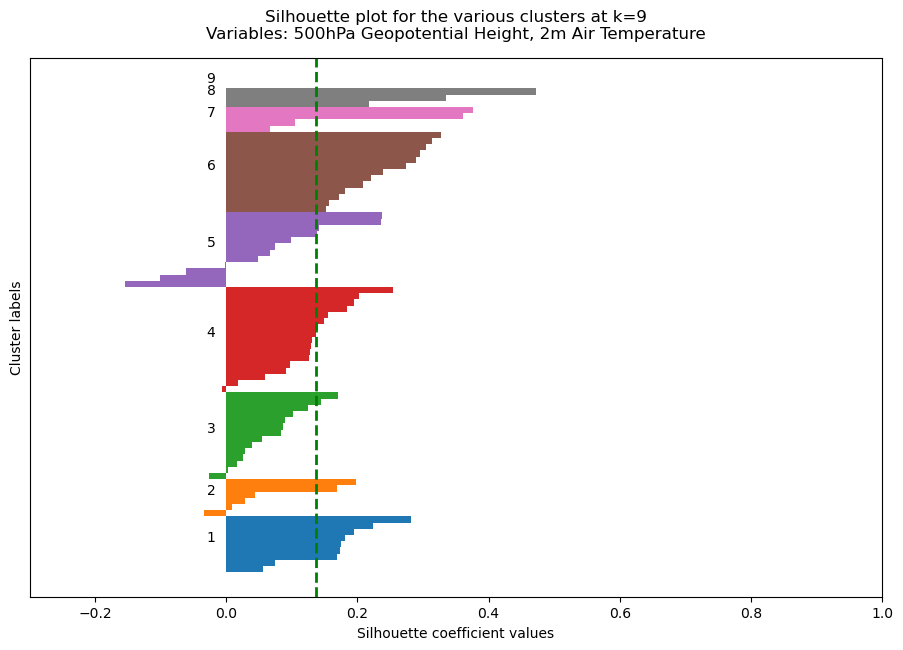 Silhouette plot for the various clusters at k=9
Variables: 500hPa Geopotential Height, 2m Air Temperature
Cluster labels
9
8
7
6
5
4
3
2
1
−0.2 0.0 0.2 0.4 0.6 0.8 1.0
Silhouette coefficient values